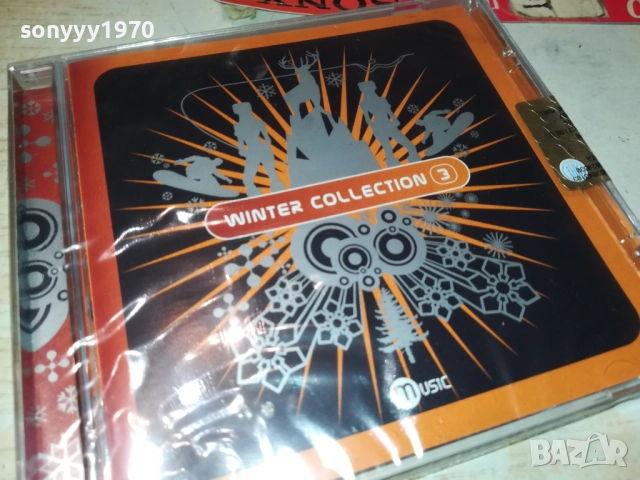 sonyyy1970
WINTER COLLECTION 3
music
BAZAR